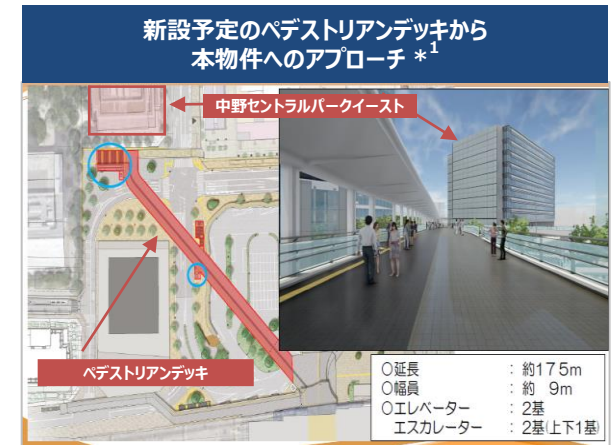 新設予定のペデストリアンデッキから
本物件へのアプローチ *1
中野セントラルパークイースト
ペデストリアンデッキ
○延長 : 約175m
○幅員 : 約 9m
○エレベーター : 2基
エスカレーター : 2基(上下1基)